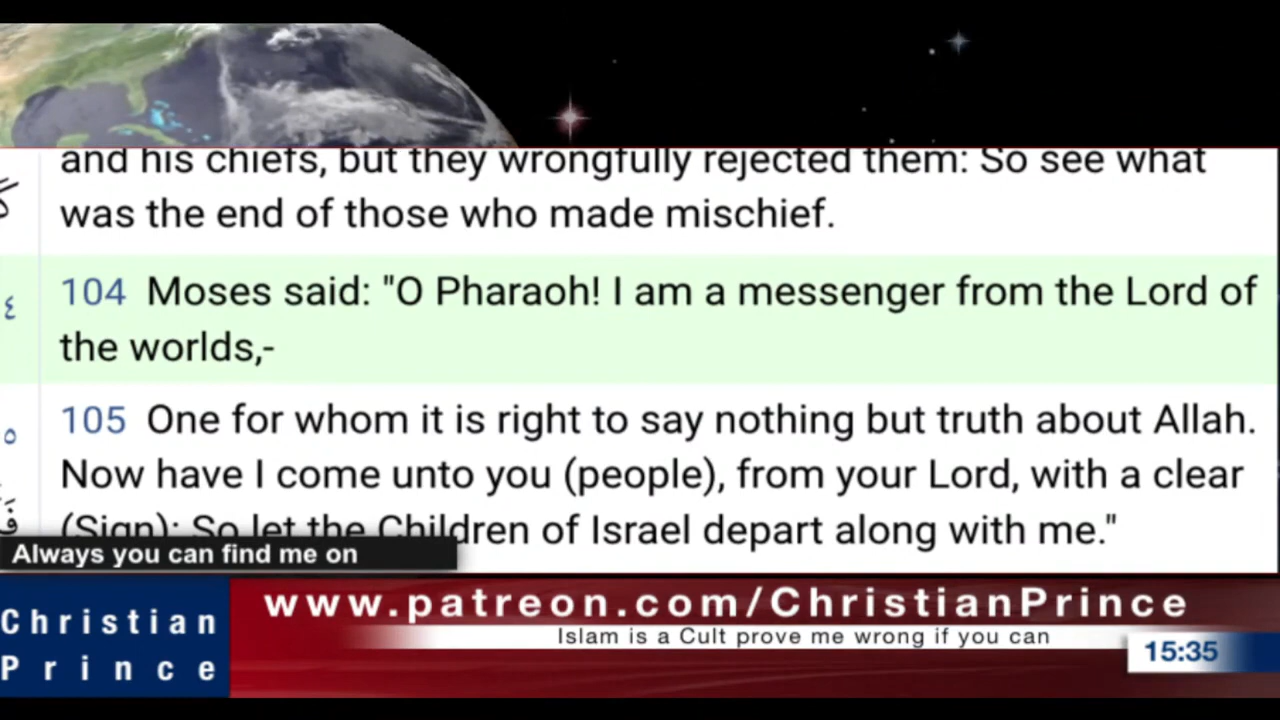 and his chiefs, but they wrongfully rejected them: So see what
was the end of those who made mischief.
٤
104 Moses said: "O Pharaoh! I am a messenger from the Lord of
the worlds,-
٥
105 One for whom it is right to say nothing but truth about Allah.
Now have I come unto you (people), from your Lord, with a clear
(Sign): So let the Children of Israel depart along with me."
Always you can find me on
www.patreon.com/ChristianPrince
Islam is a Cult prove me wrong if you can
Christian
Prince
15:35